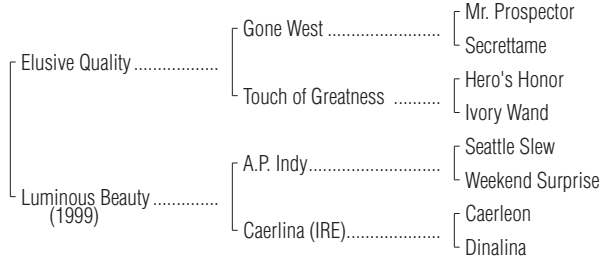 Mr. Prospector
Gone West ......................
Secrettame
Elusive Quality .................
Hero's Honor
Touch of Greatness ..........
Ivory Wand
Seattle Slew
A.P. Indy..........................
Weekend Surprise
Luminous Beauty .............
(1999)
Caerleon
Caerlina (IRE)..................
Dinalina